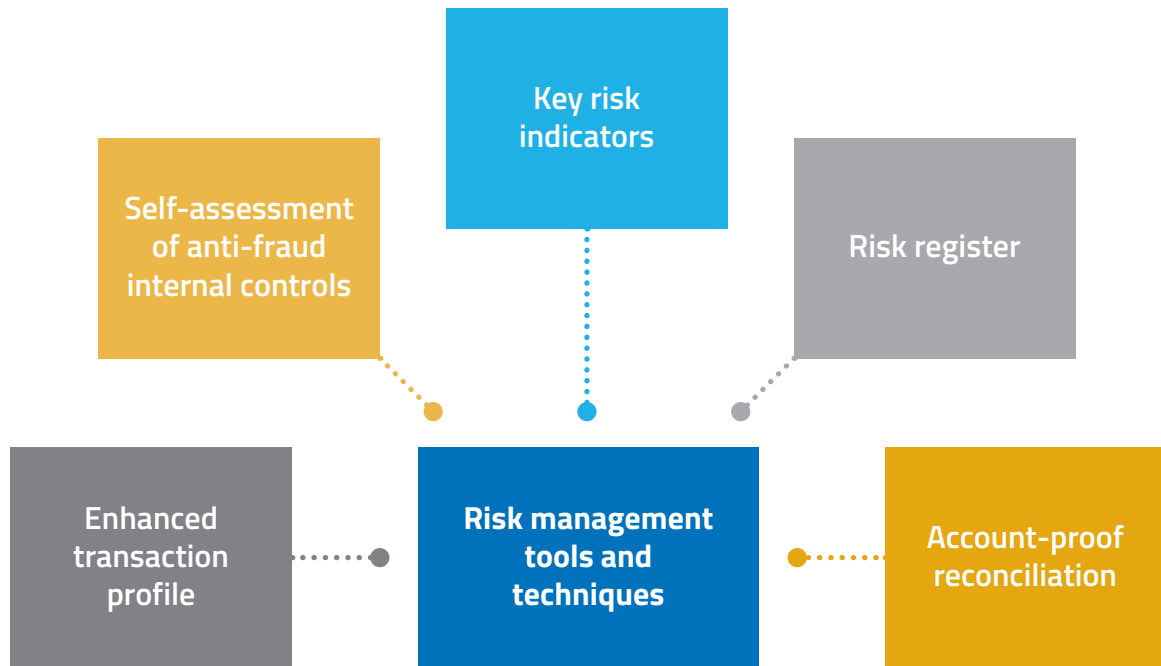 Key risk
indicators
Self-assessment
of anti-fraud
internal controls
Risk register
Enhanced
transaction
profile
Risk management
tools and
techniques
Account-proof
reconciliation